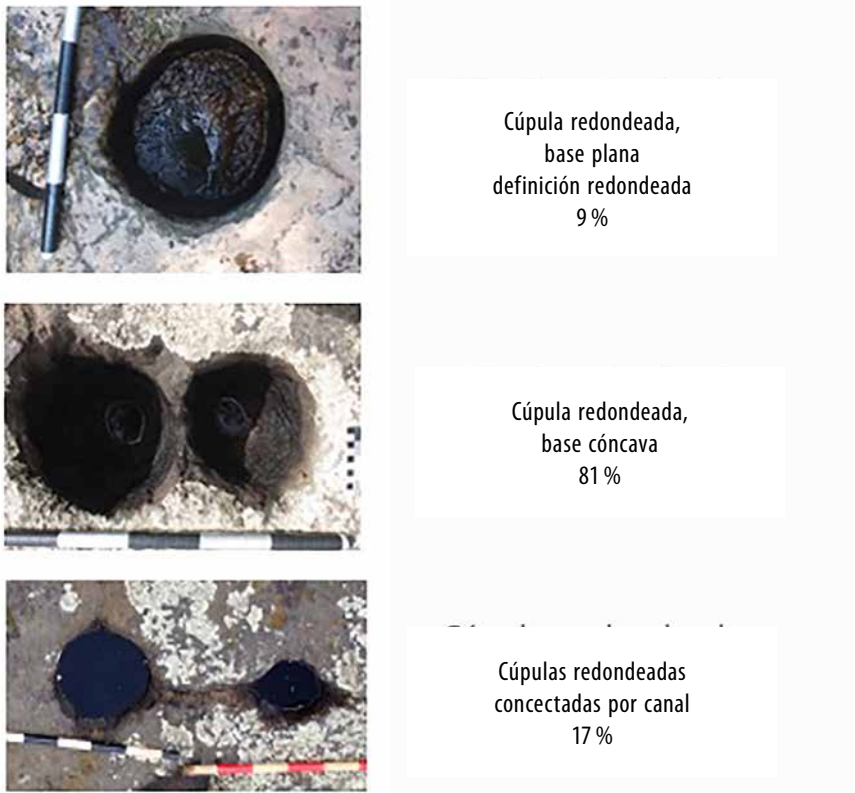 Cúpula redondeada,
base plana
definición redondeada
9 %
Cúpula redondeada,
base cóncava
81 %
Cúpulas redondeadas
concectadas por canal
17 %